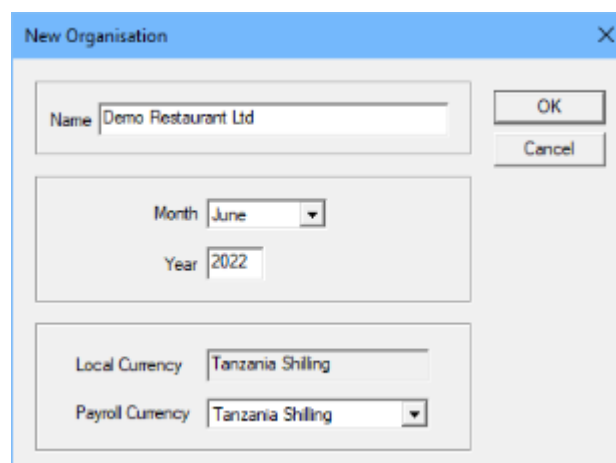 New Organisation
Name Demo Restaurant Ltd
OK
Cancel
Month June
Year 2022
Local Currency Tanzania Shilling
Payroll Currency Tanzania Shilling